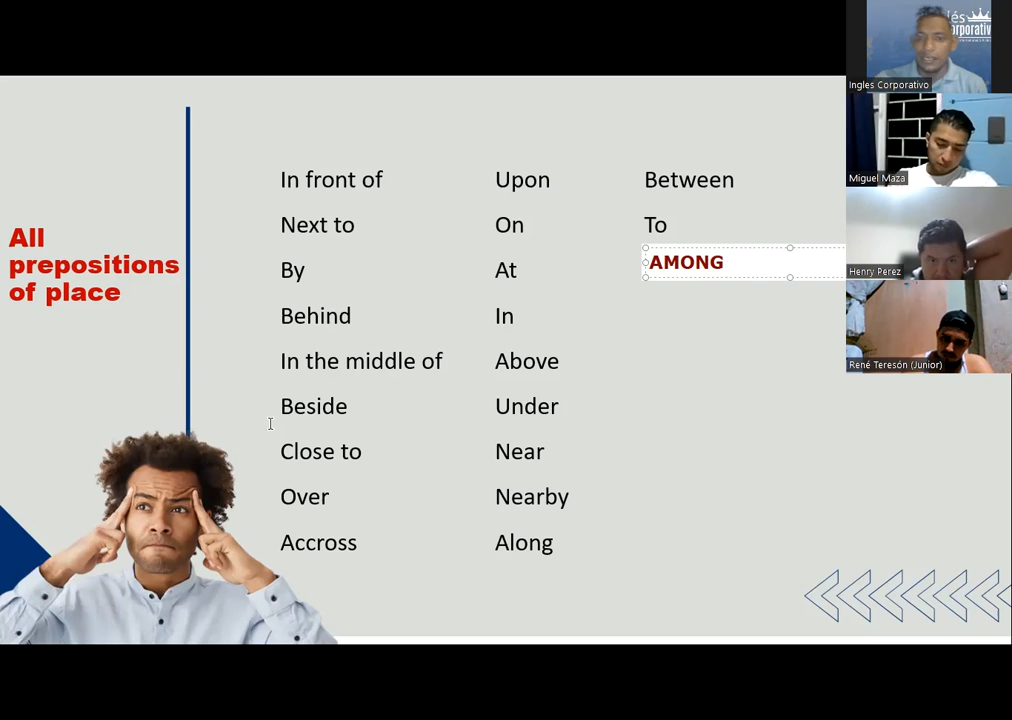 All
prepositions
of place
In front of
Next to
By
Behind
In the middle of
Beside
Close to
Over
Accross
Upon
On
At
In
Above
Under
Near
Nearby
Along
Between
To
AMONG
Ingles Corporativo
Miguel Maza
Henry Perez
René Teresón (Junior)